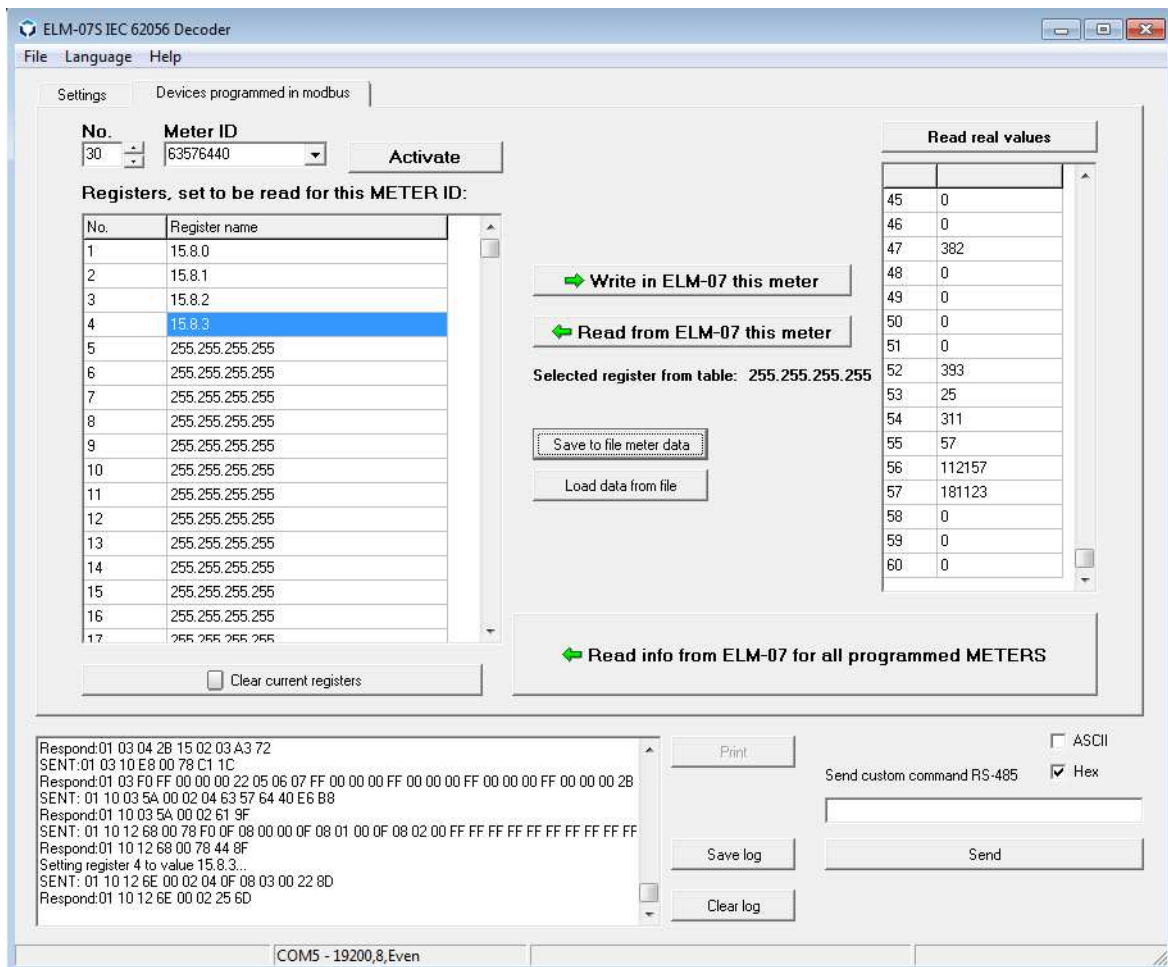 ELM-07S IEC 62056 Decoder
File Language Help
Settings Devices programmed in modbus
No. Meter ID
30 63576440 Activate
Registers, set to be read for this METER ID:
No. Register name
1 15.8.0
2 15.8.1
3 15.8.2
4 15.8.3
5 255.255.255.255
6 255.255.255.255
7 255.255.255.255
8 255.255.255.255
9 255.255.255.255
10 255.255.255.255
11 255.255.255.255
12 255.255.255.255
13 255.255.255.255
14 255.255.255.255
15 255.255.255.255
16 255.255.255.255
17 255.255.255.255
Clear current registers
Write in ELM-07 this meter
Read from ELM-07 this meter
Selected register from table: 255.255.255.255
Save to file meter data
Load data from file
Read real values
45 0
46 0
47 382
48 0
49 0
50 0
51 0
52 393
53 25
54 311
55 57
56 112157
57 181123
58 0
59 0
60 0
Read info from ELM-07 for all programmed METERS
Respond:01 03 04 2B 15 02 03 A3 72
SENT:01 03 10 E8 00 78 C1 1C
Respond:01 03 F0 FF 00 00 00 22 05 06 07 FF 00 00 00 FF 00 00 00 FF 00 00 00 FF 00 00 00 2B
SENT: 01 10 03 5A 00 02 04 63 57 64 40 E6 B8
Respond:01 10 03 5A 00 02 61 9F
SENT: 01 10 12 68 00 78 F0 0F 08 00 00 0F 08 01 00 0F 08 02 00 FF FF FF FF FF FF FF FF FF FF
Respond:01 10 12 68 00 78 44 8F
Setting register 4 to value 15.8.3...
SENT: 01 10 12 6E 00 02 04 0F 08 03 00 22 8D
Respond:01 10 12 6E 00 02 25 6D
Print
Save log
Clear log
ASCII
Send custom command RS-485 Hex
Send
COM5 - 19200,8,Even